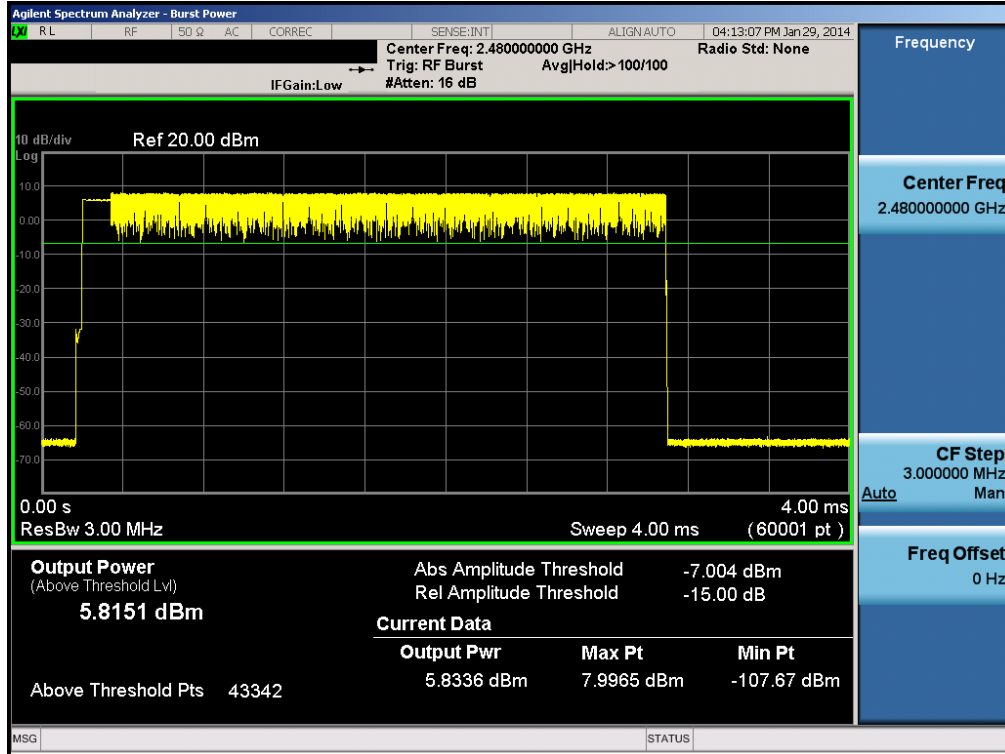 Agilent Spectrum Analyzer - Burst Power
LXI RL RF 50 Ω AC CORREC SENSE:INT ALIGN AUTO 04:13:07 PM Jan 29, 2014
Center Freq: 2.480000000 GHz Radio Std: None
Trig: RF Burst Avg|Hold:>100/100
IFGain:Low #Atten: 16 dB
10 dB/div Ref 20.00 dBm
Log
10.0
0.00
-10.0
-20.0
-30.0
-40.0
-50.0
-60.0
-70.0
0.00 s 4.00 ms
ResBw 3.00 MHz Sweep 4.00 ms (60001 pt)
Output Power
(Above Threshold Lvl)
5.8151 dBm
Above Threshold Pts 43342
Abs Amplitude Threshold -7.004 dBm
Rel Amplitude Threshold -15.00 dB
Current Data
Output Pwr Max Pt Min Pt
5.8336 dBm 7.9965 dBm -107.67 dBm
MSG STATUS
Frequency
Center Freq
2.480000000 GHz
CF Step
3.000000 MHz
Auto Man
Freq Offset
0 Hz